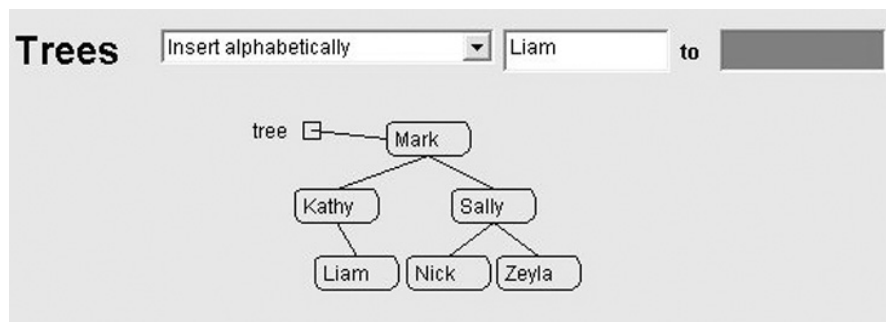 Trees Insert alphabetically Liam to
tree Mark
Kathy Sally
Liam Nick Zeyla